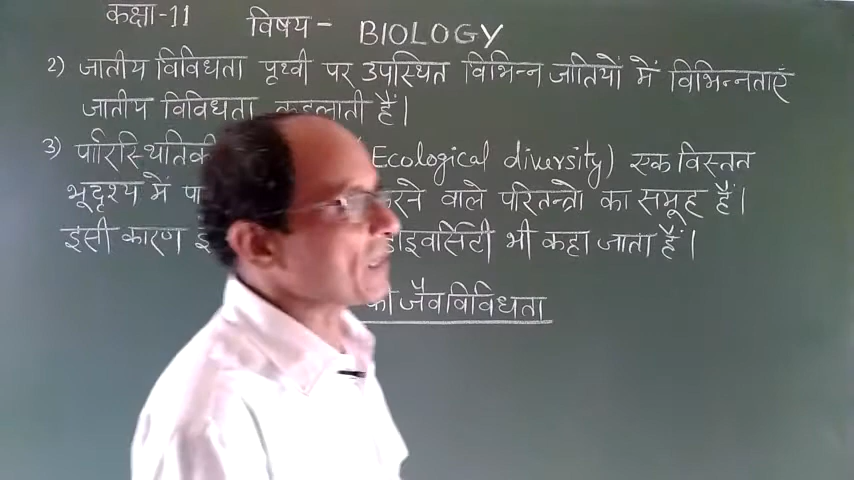 कक्षा-11 विषय - BIOLOGY
2) जातीय विविधता पृथ्वी पर उपस्थित विभिन्न जातियों में विभिन्नताएँ
जातीय विविधता कहलाती हैं।
3) पारिस्थितिकी Ecological diversity) एक विस्तृत
भूदृश्य में करने वाले परितन्त्रो का समूह हैं।
इसी कारण डाइवर्सिटी भी कहा जाता हैं।
की जैवविविधता